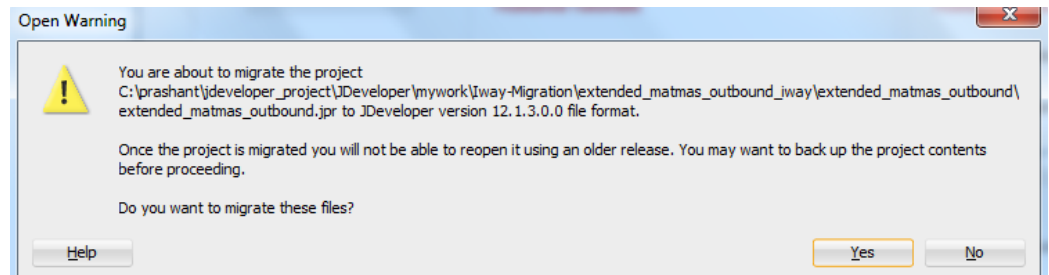 Open Warning
You are about to migrate the project
C:\prashant\jdeveloper_project\JDeveloper\mywork\Iway-Migration\extended_matmas_outbound_iway\extended_matmas_outbound\
extended_matmas_outbound.jpr to JDeveloper version 12.1.3.0.0 file format.
Once the project is migrated you will not be able to reopen it using an older release. You may want to back up the project contents
before proceeding.
Do you want to migrate these files?
Help Yes No